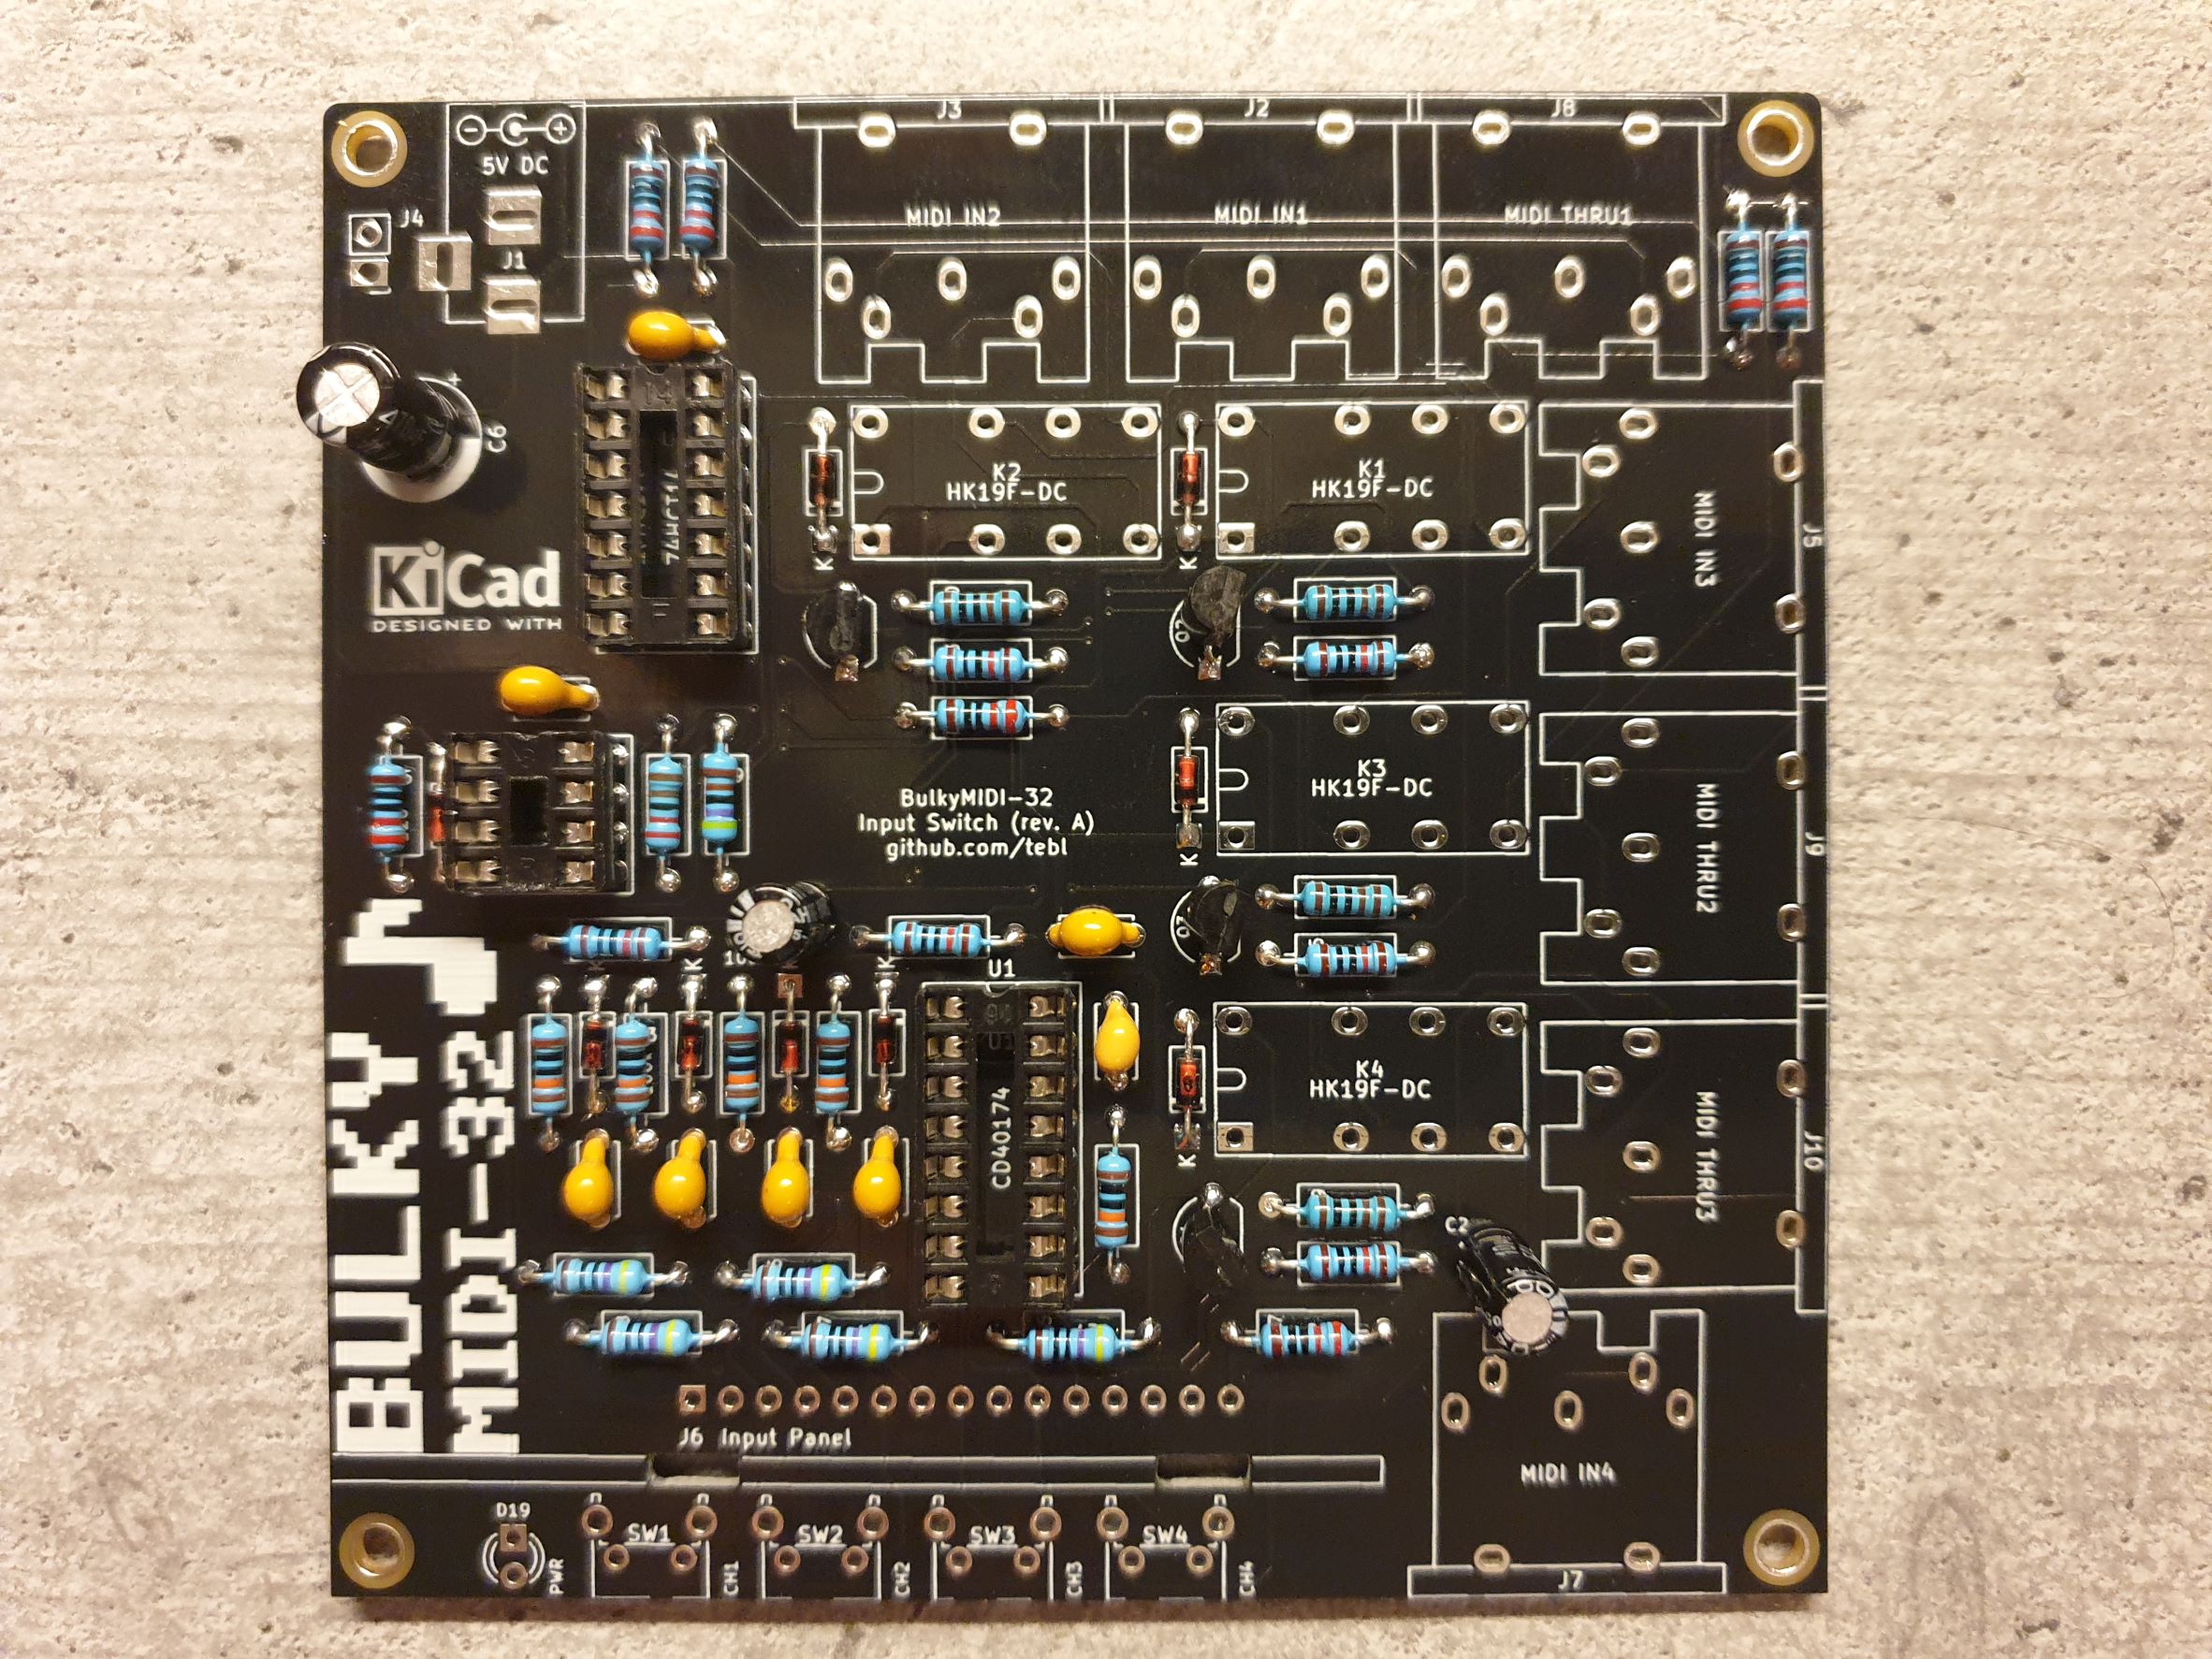 J3
J2
J8
5V DC
J4
J1
MIDI IN2
MIDI IN1
MIDI THRU1
C6
K2
HK19F-DC
K1
HK19F-DC
K
K
MIDI IN3
J5
KiCad
DESIGNED WITH
Q2
K3
HK19F-DC
K
BulkyMIDI-32
Input Switch (rev. A)
github.com/tebl
MIDI THRU2
J9
Q3
K
K
U1
CD40174
K4
HK19F-DC
K
MIDI THRU3
J10
BULKY
MIDI-32
C2
J6 Input Panel
MIDI IN4
D19
PWR
SW1
CH1
SW2
CH2
SW3
CH3
SW4
CH4
J7